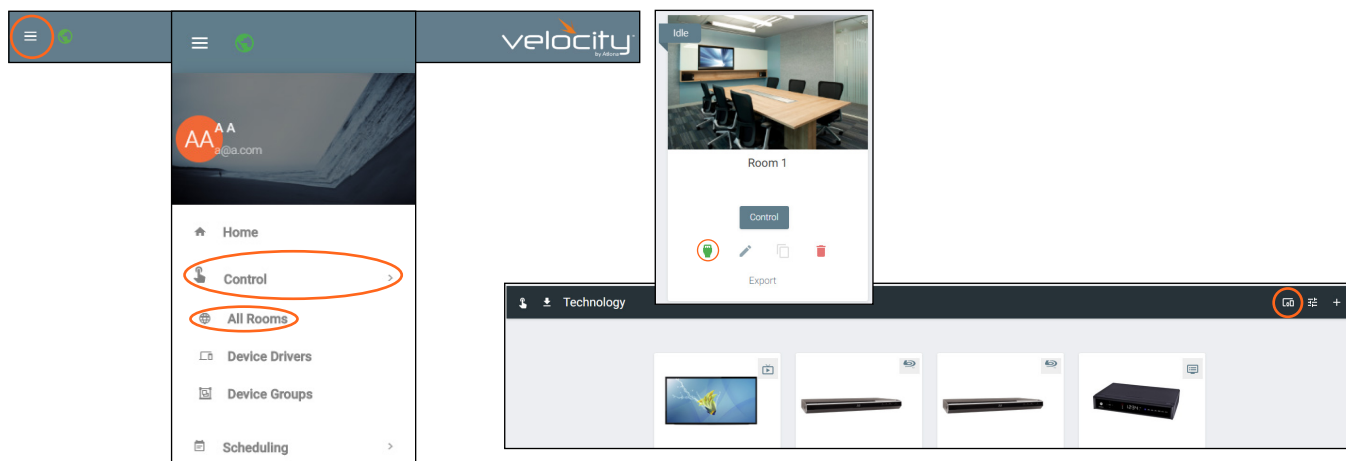 velocity
by Atlona
AA
A A
a@a.com
Home
Control
All Rooms
Device Drivers
Device Groups
Scheduling
Idle
Room 1
Control
Export
Technology